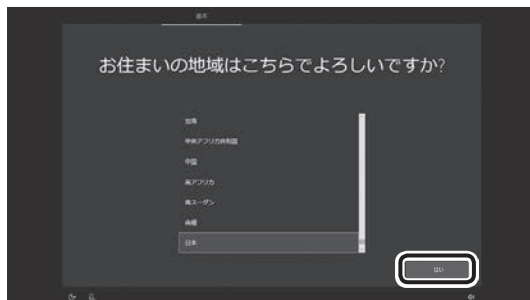 基本
お住まいの地域はこちらでよろしいですか?
台湾
中央アフリカ共和国
中国
南アフリカ
南スーダン
南極
日本
はい